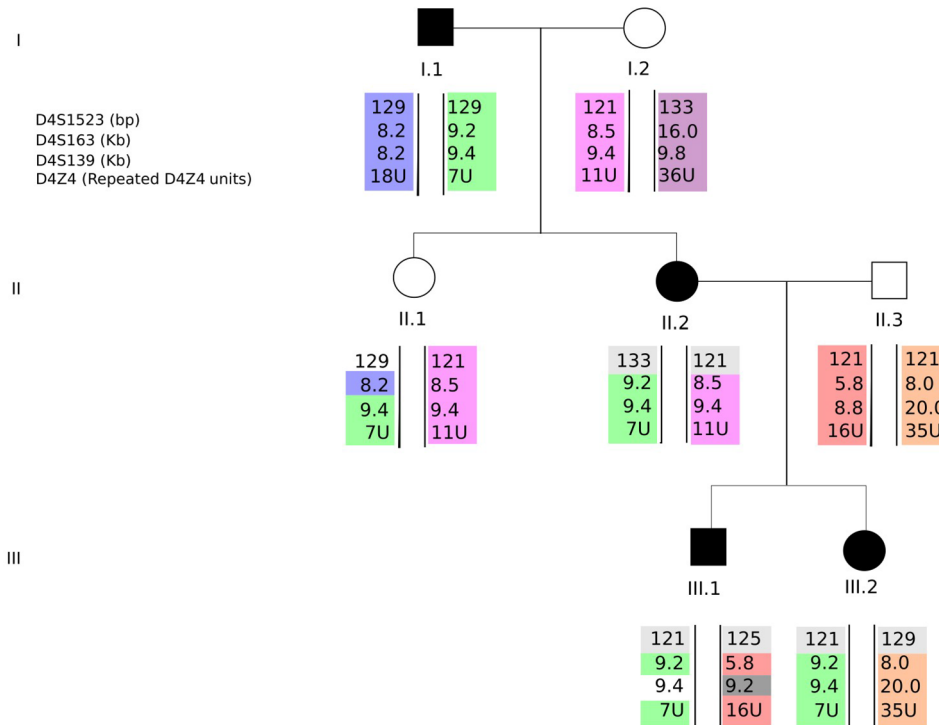 I
I.1 I.2
D4S1523 (bp)
D4S163 (Kb)
D4S139 (Kb)
D4Z4 (Repeated D4Z4 units)
129 129 121 133
8.2 9.2 8.5 16.0
8.2 9.4 9.4 9.8
18U 7U 11U 36U
II
II.1 II.2 II.3
129 121 133 121 121 121
8.2 8.5 9.2 8.5 5.8 8.0
9.4 9.4 9.4 9.4 8.8 20.0
7U 11U 7U 11U 16U 35U
III
III.1 III.2
121 125 121 129
9.2 5.8 9.2 8.0
9.4 9.2 9.4 20.0
7U 16U 7U 35U